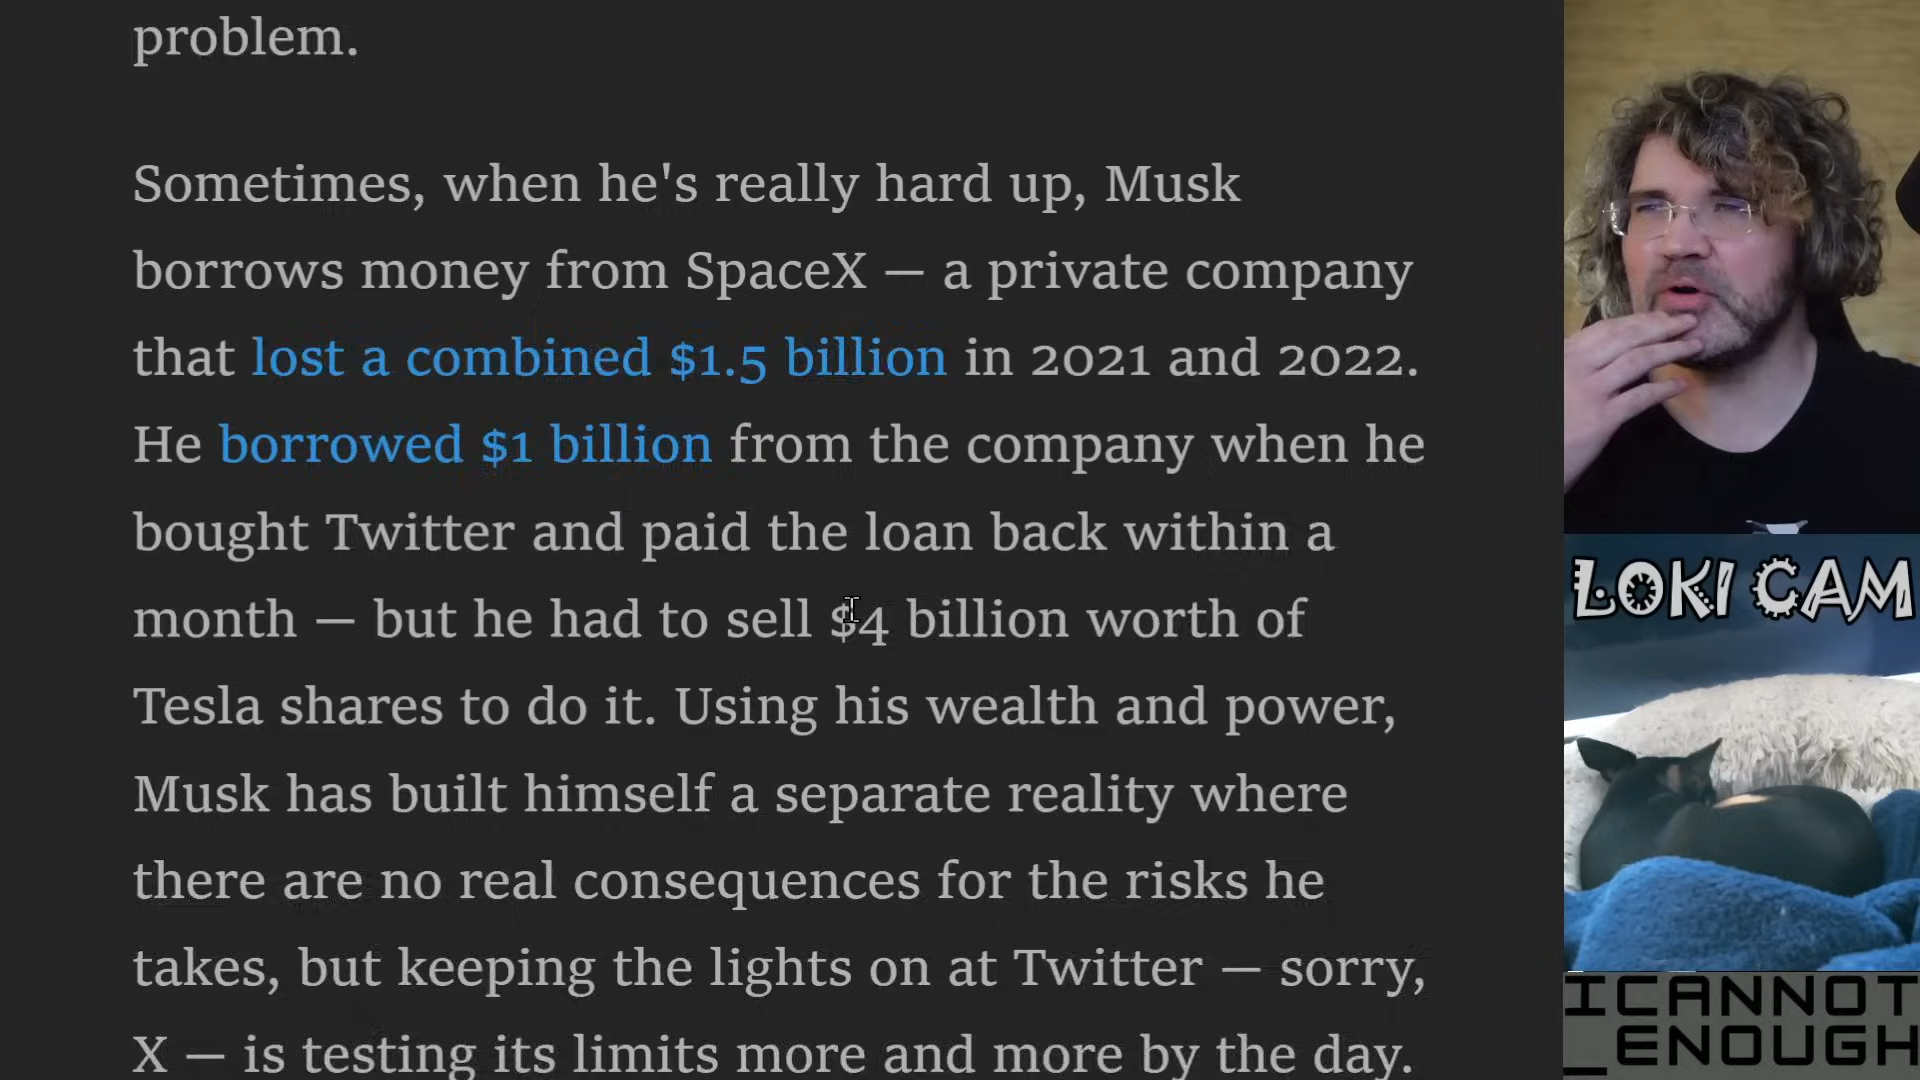 problem.
Sometimes, when he's really hard up, Musk
borrows money from SpaceX — a private company
that lost a combined $1.5 billion in 2021 and 2022.
He borrowed $1 billion from the company when he
bought Twitter and paid the loan back within a
month — but he had to sell $4 billion worth of
Tesla shares to do it. Using his wealth and power,
Musk has built himself a separate reality where
there are no real consequences for the risks he
takes, but keeping the lights on at Twitter — sorry,
X — is testing its limits more and more by the day.
LOKI CAM
ICANNOT
_ENOUGH